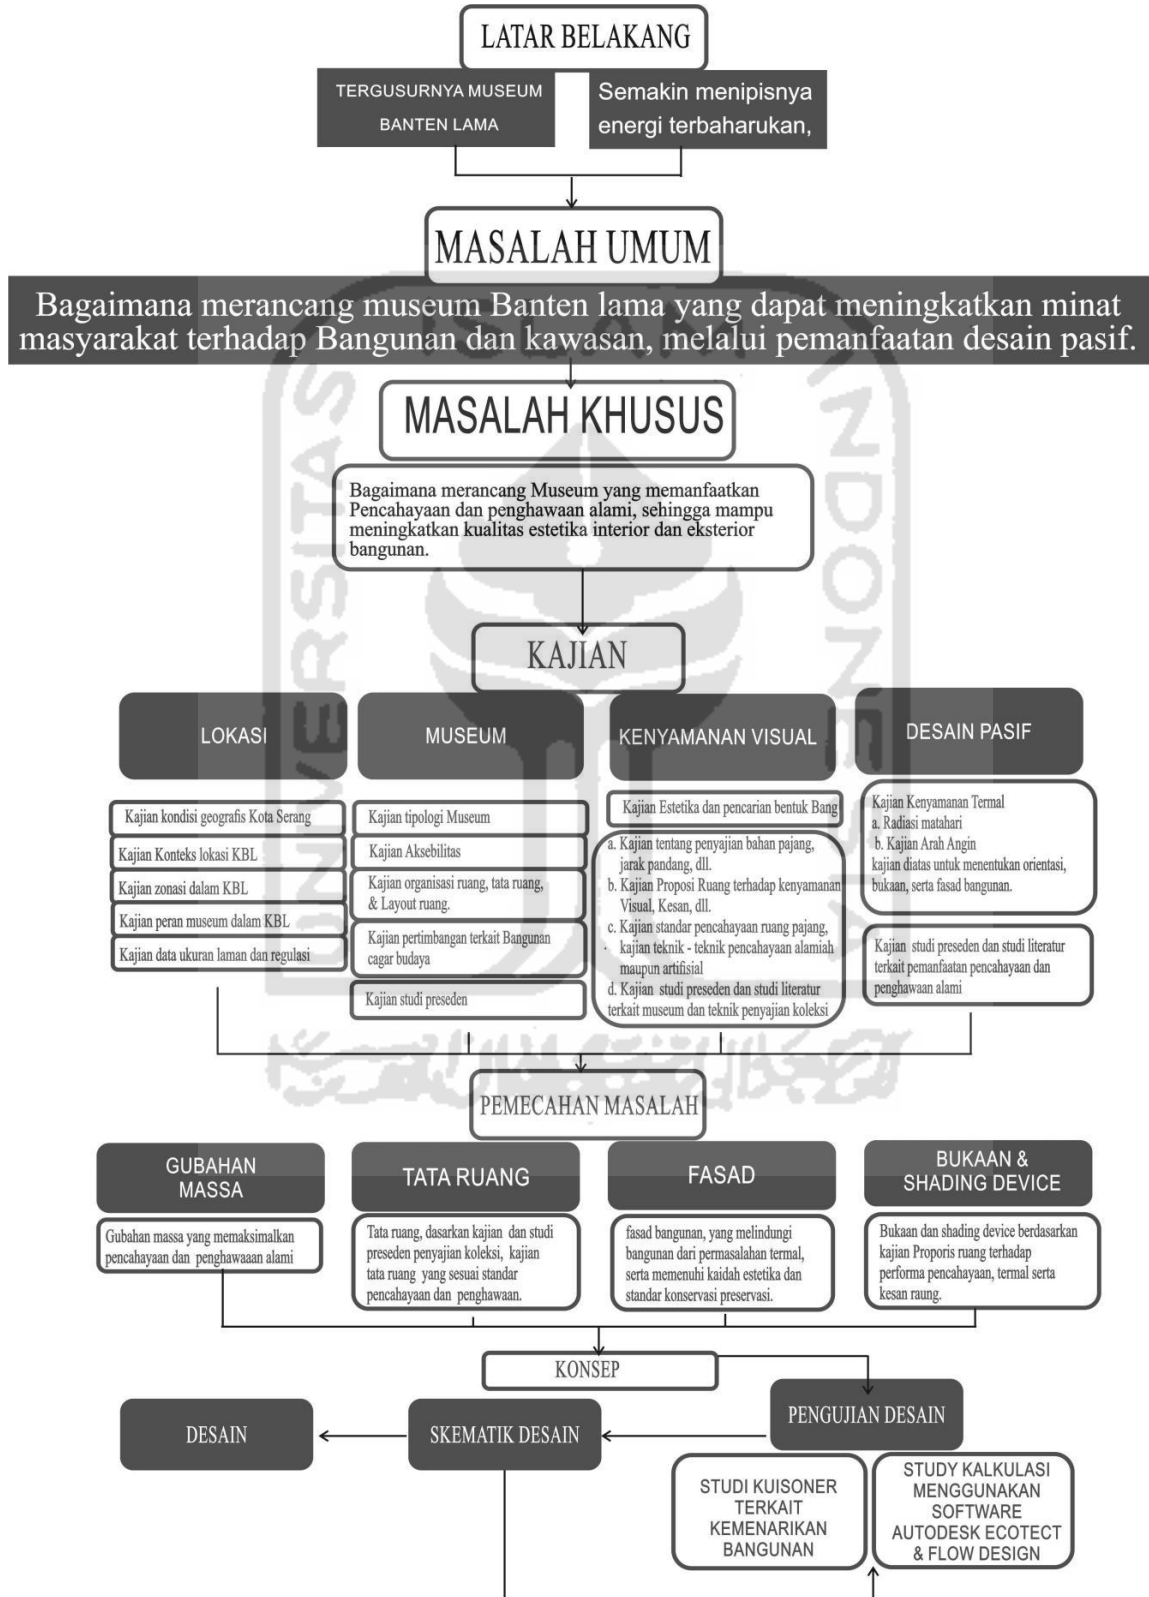 LATAR BELAKANG
TERGUSURNYA MUSEUM
BANTEN LAMA
Semakin menipisnya
energi terbaharukan,
MASALAH UMUM
Bagaimana merancang museum Banten lama yang dapat meningkatkan minat
masyarakat terhadap Bangunan dan kawasan, melalui pemanfaatan desain pasif.
MASALAH KHUSUS
Bagaimana merancang Museum yang memanfaatkan
Pencahayaan dan penghawaan alami, sehingga mampu
meningkatkan kualitas estetika interior dan eksterior
bangunan.
KAJIAN
LOKASI
Kajian kondisi geografis Kota Serang
Kajian Konteks lokasi KBL
Kajian zonasi dalam KBL
Kajian peran museum dalam KBL
Kajian data ukuran laman dan regulasi
MUSEUM
Kajian tipologi Museum
Kajian Aksebilitas
Kajian organisasi ruang, tata ruang,
& Layout ruang.
Kajian pertimbangan terkait Bangunan
cagar budaya
Kajian studi preseden
KENYAMANAN VISUAL
Kajian Estetika dan pencarian bentuk Bang
a. Kajian tentang penyajian bahan pajang,
jarak pandang, dll.
b. Kajian Proposi Ruang terhadap kenyamanan
Visual, Kesan, dll.
c. Kajian standar pencahayaan ruang pajang,
kajian teknik - teknik pencahayaan alamiah
maupun artifisial
d. Kajian studi preseden dan studi literatur
terkait museum dan teknik penyajian koleksi
DESAIN PASIF
Kajian Kenyamanan Termal
a. Radiasi matahari
b. Kajian Arah Angin
kajian diatas untuk menentukan orientasi,
bukaan, serta fasad bangunan.
Kajian studi preseden dan studi literatur
terkait pemanfaatan pencahayaan dan
penghawaan alami
PEMECAHAN MASALAH
GUBAHAN
MASSA
Gubahan massa yang memaksimalkan
pencahayaan dan penghawaaan alami
TATA RUANG
Tata ruang, dasarkan kajian dan studi
preseden penyajian koleksi, kajian
tata ruang yang sesuai standar
pencahayaan dan penghawaan.
FASAD
fasad bangunan, yang melindungi
bangunan dari permasalahan termal,
serta memenuhi kaidah estetika dan
standar konservasi preservasi.
BUKAAN &
SHADING DEVICE
Bukaan dan shading device berdasarkan
kajian Proporis ruang terhadap
performa pencahayaan, termal serta
kesan raung.
KONSEP
DESAIN
SKEMATIK DESAIN
PENGUJIAN DESAIN
STUDI KUISONER
TERKAIT
KEMENARIKAN
BANGUNAN
STUDY KALKULASI
MENGGUNAKAN
SOFTWARE
AUTODESK ECOTECT
& FLOW DESIGN
UNIVERSITAS
ISLAM
INDONESIA